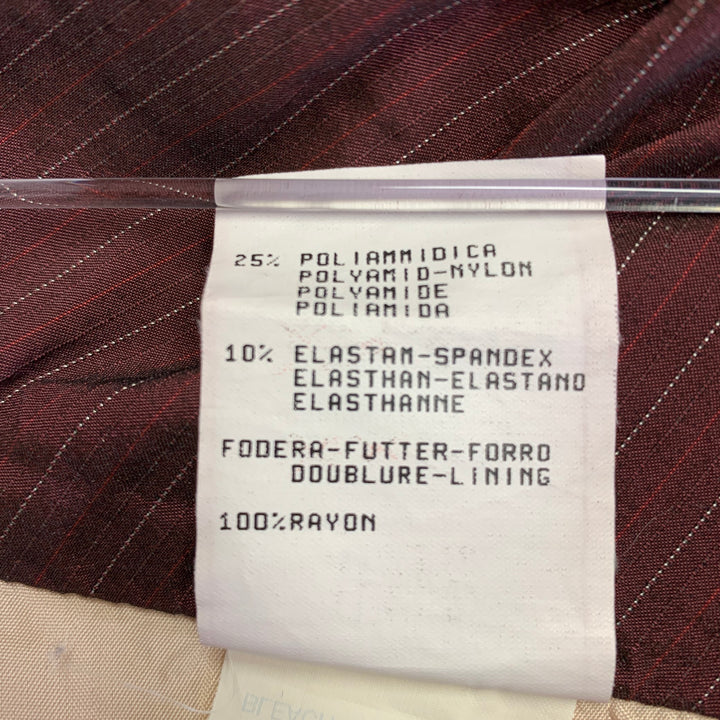 25% POLIAMMIDICA
POLYAMID-NYLON
POLYAMIDE
POLIAMIDA
10% ELASTAM-SPANDEX
ELASTHAN-ELASTANO
ELASTHANNE
FODERA-FUTTER-FORRO
DOUBLURE-LINING
100%RAYON